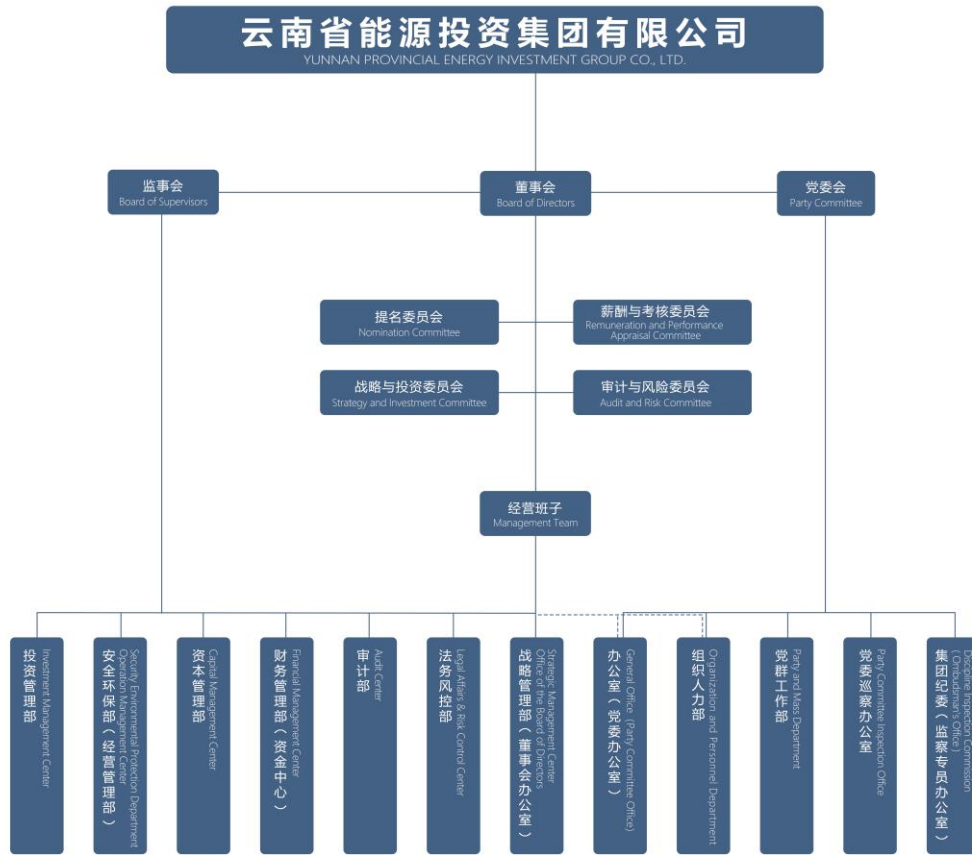 云南省能源投资集团有限公司
YUNNAN PROVINCIAL ENERGY INVESTMENT GROUP CO., LTD.
监事会
Board of Supervisors
董事会
Board of Directors
党委会
Party Committee
提名委员会
Nomination Committee
薪酬与考核委员会
Remuneration and Performance
Appraisal Committee
战略与投资委员会
Strategy and Investment Committee
审计与风险委员会
Audit and Risk Committee
经营班子
Management Team
投资管理部
Investment Management Center
安全环保部（经营管理部）
Security Environmental Protection Department
Operation Management Center
资本管理部
Capital Management Center
财务管理部（资金中心）
Financial Management Center
审计部
Audit Center
法务风控部
Legal Affairs & Risk Control Center
战略管理部（董事会办公室）
Strategic Management Center
Office of the Board of Directors
办公室（党委办公室）
General Office (Party Committee Office)
组织人力部
Organization and Personnel Department
党群工作部
Party and Mass Department
党委巡察办公室
Party Committee Inspection Office
集团纪委（监察专员办公室）
Discipline Inspection Commission
(Ombudsman's Office)